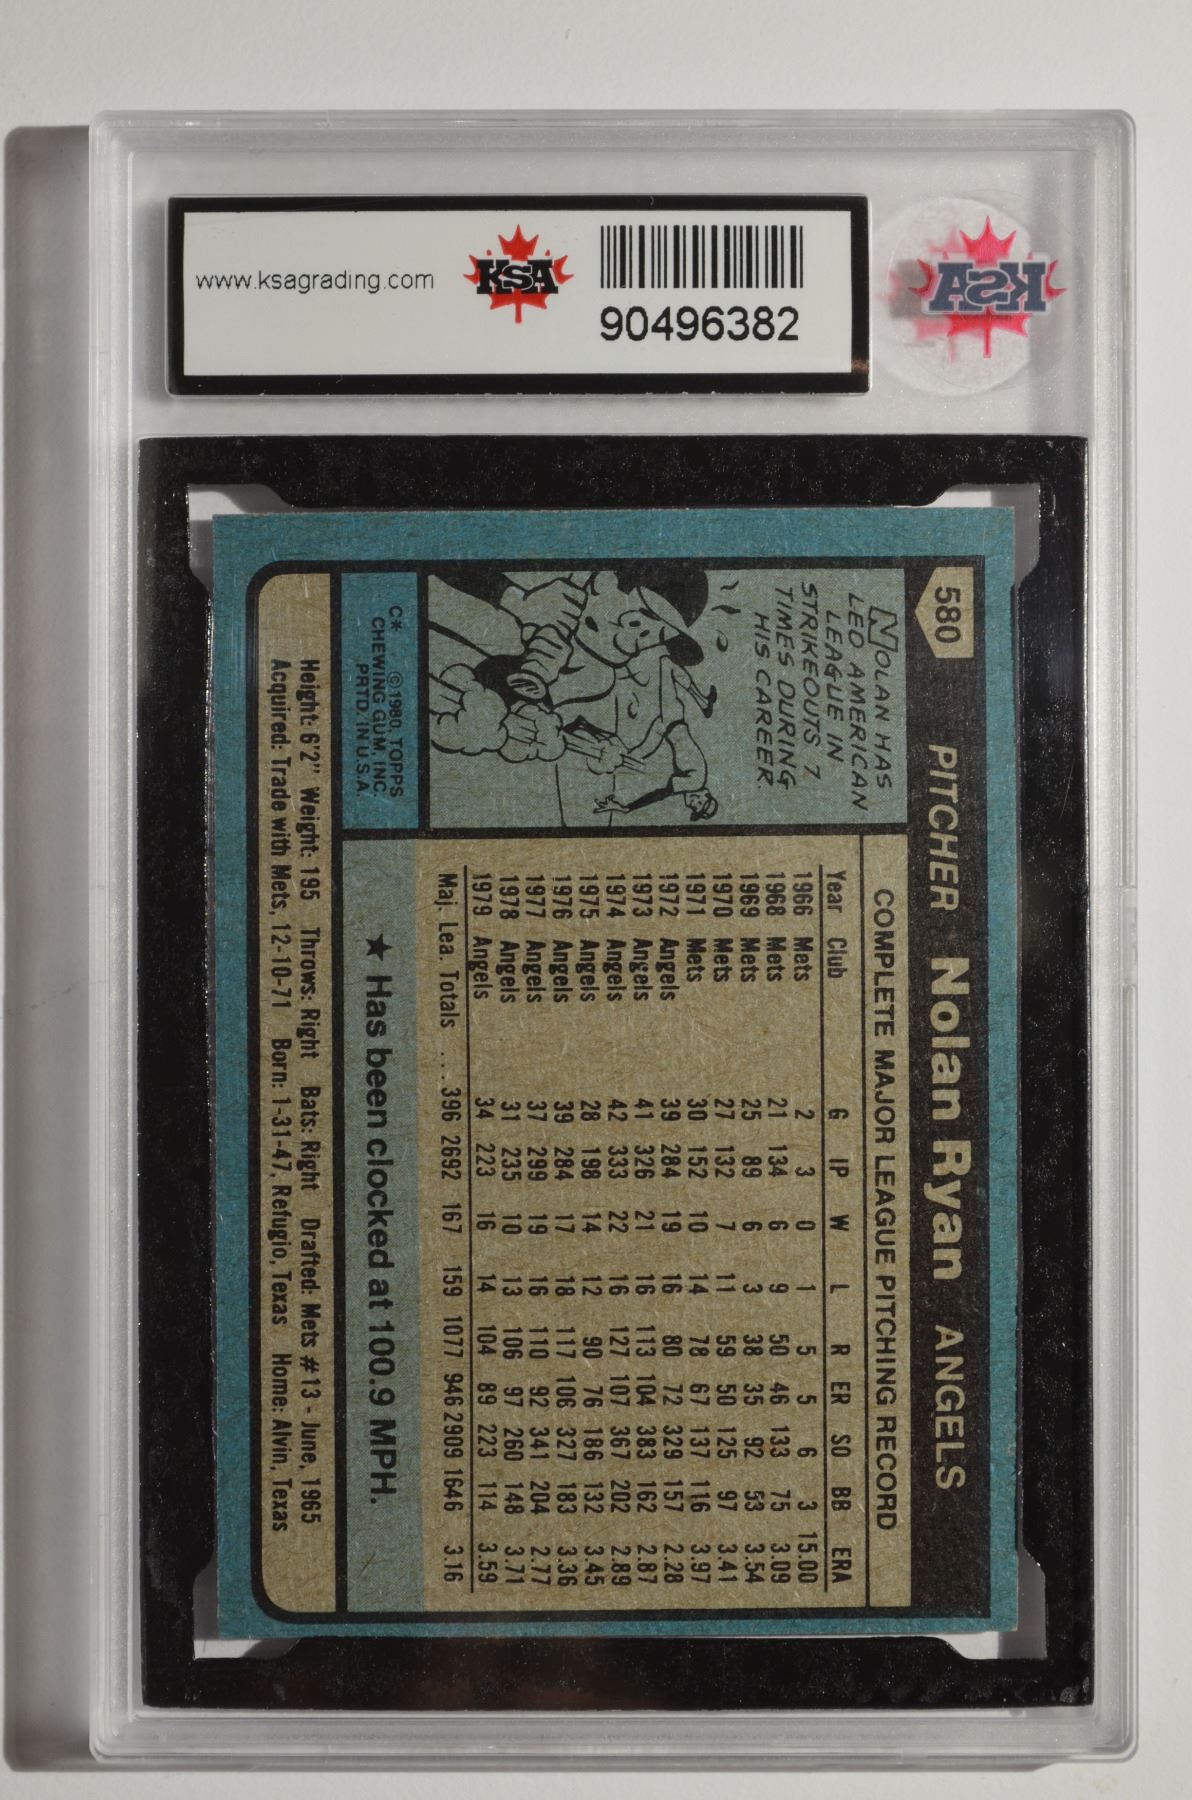 www.ksagrading.com
KSA
90496382
KSA
580
PITCHER Nolan Ryan ANGELS
NOLAN HAS
LED AMERICAN
LEAGUE IN
STRIKEOUTS 7
TIMES DURING
HIS CAREER.
C* ©1980. TOPPS
CHEWING GUM, INC.
PRTD. IN U.S.A.
COMPLETE MAJOR LEAGUE PITCHING RECORD
Year Club G IP W L R ER SO BB ERA
1966 Mets 2 3 0 1 5 5 6 3 15.00
1968 Mets 21 134 6 9 50 46 133 75 3.09
1969 Mets 25 89 6 3 38 35 92 53 3.54
1970 Mets 27 132 7 11 59 50 125 97 3.41
1971 Mets 30 152 10 14 78 67 137 116 3.97
1972 Angels 39 284 19 16 80 72 329 157 2.28
1973 Angels 41 326 21 16 113 104 383 162 2.87
1974 Angels 42 333 22 16 127 107 367 202 2.89
1975 Angels 28 198 14 12 90 76 186 132 3.45
1976 Angels 39 284 17 18 117 106 327 183 3.36
1977 Angels 37 299 19 16 110 92 341 204 2.77
1978 Angels 31 235 10 13 106 97 260 148 3.71
1979 Angels 34 223 16 14 104 89 223 114 3.59
Maj. Lea. Totals ... 396 2692 167 159 1077 946 2909 1646 3.16
★ Has been clocked at 100.9 MPH.
Height: 6'2" Weight: 195 Throws: Right Bats: Right Drafted: Mets #13 - June, 1965
Acquired: Trade with Mets, 12-10-71 Born: 1-31-47, Refugio, Texas Home: Alvin, Texas